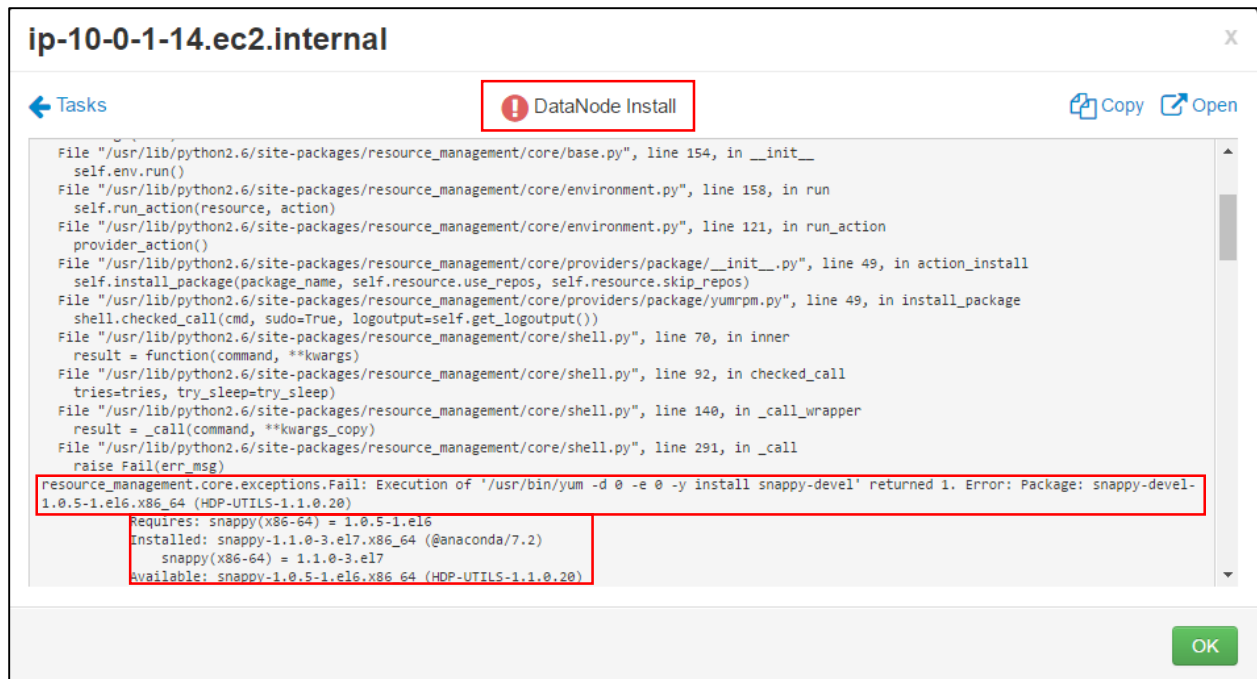 ip-10-0-1-14.ec2.internal
X
Tasks
DataNode Install
Copy
Open
File "/usr/lib/python2.6/site-packages/resource_management/core/base.py", line 154, in __init__
self.env.run()
File "/usr/lib/python2.6/site-packages/resource_management/core/environment.py", line 158, in run
self.run_action(resource, action)
File "/usr/lib/python2.6/site-packages/resource_management/core/environment.py", line 121, in run_action
provider_action()
File "/usr/lib/python2.6/site-packages/resource_management/core/providers/package/__init__.py", line 49, in action_install
self.install_package(package_name, self.resource.use_repos, self.resource.skip_repos)
File "/usr/lib/python2.6/site-packages/resource_management/core/providers/package/yumrpm.py", line 49, in install_package
shell.checked_call(cmd, sudo=True, logoutput=self.get_logoutput())
File "/usr/lib/python2.6/site-packages/resource_management/core/shell.py", line 70, in inner
result = function(command, **kwargs)
File "/usr/lib/python2.6/site-packages/resource_management/core/shell.py", line 92, in checked_call
tries=tries, try_sleep=try_sleep)
File "/usr/lib/python2.6/site-packages/resource_management/core/shell.py", line 140, in _call_wrapper
result = _call(command, **kwargs_copy)
File "/usr/lib/python2.6/site-packages/resource_management/core/shell.py", line 291, in _call
raise Fail(err_msg)
resource_management.core.exceptions.Fail: Execution of '/usr/bin/yum -d 0 -e 0 -y install snappy-devel' returned 1. Error: Package: snappy-devel-
1.0.5-1.el6.x86_64 (HDP-UTILS-1.1.0.20)
Requires: snappy(x86-64) = 1.0.5-1.el6
Installed: snappy-1.1.0-3.el7.x86_64 (@anaconda/7.2)
snappy(x86-64) = 1.1.0-3.el7
Available: snappy-1.0.5-1.el6.x86_64 (HDP-UTILS-1.1.0.20)
OK